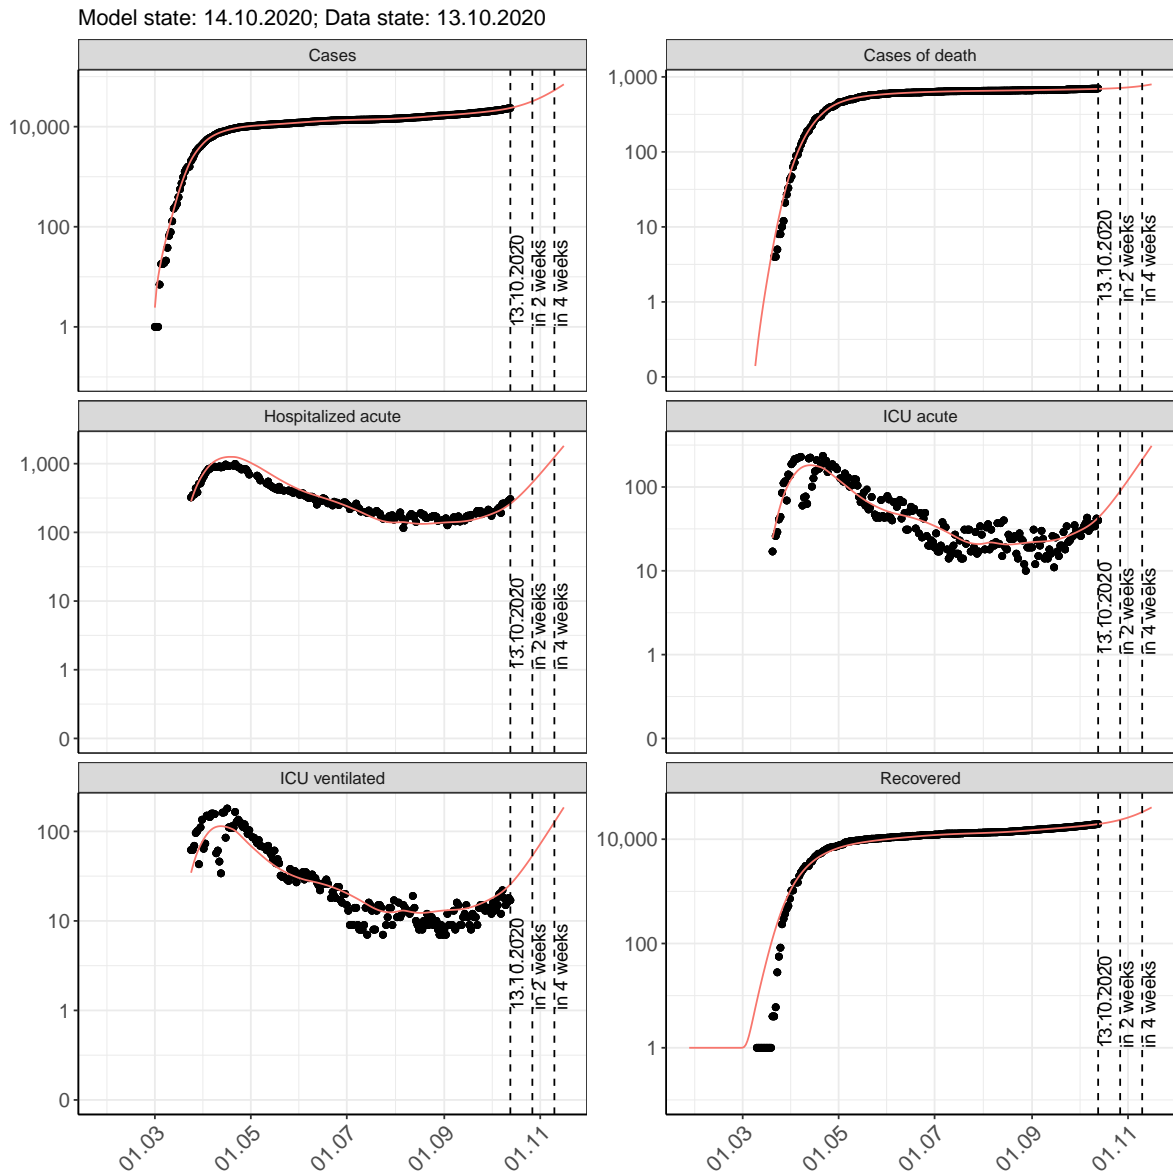 Model state: 14.10.2020; Data state: 13.10.2020
Cases
10,000
100
1
13.10.2020
in 2 weeks
in 4 weeks
Cases of death
1,000
100
10
1
0
13.10.2020
in 2 weeks
in 4 weeks
Hospitalized acute
1,000
100
10
1
0
13.10.2020
in 2 weeks
in 4 weeks
ICU acute
100
10
1
0
13.10.2020
in 2 weeks
in 4 weeks
ICU ventilated
100
10
1
0
13.10.2020
in 2 weeks
in 4 weeks
01.03
01.05
01.07
01.09
01.11
Recovered
10,000
100
1
13.10.2020
in 2 weeks
in 4 weeks
01.03
01.05
01.07
01.09
01.11